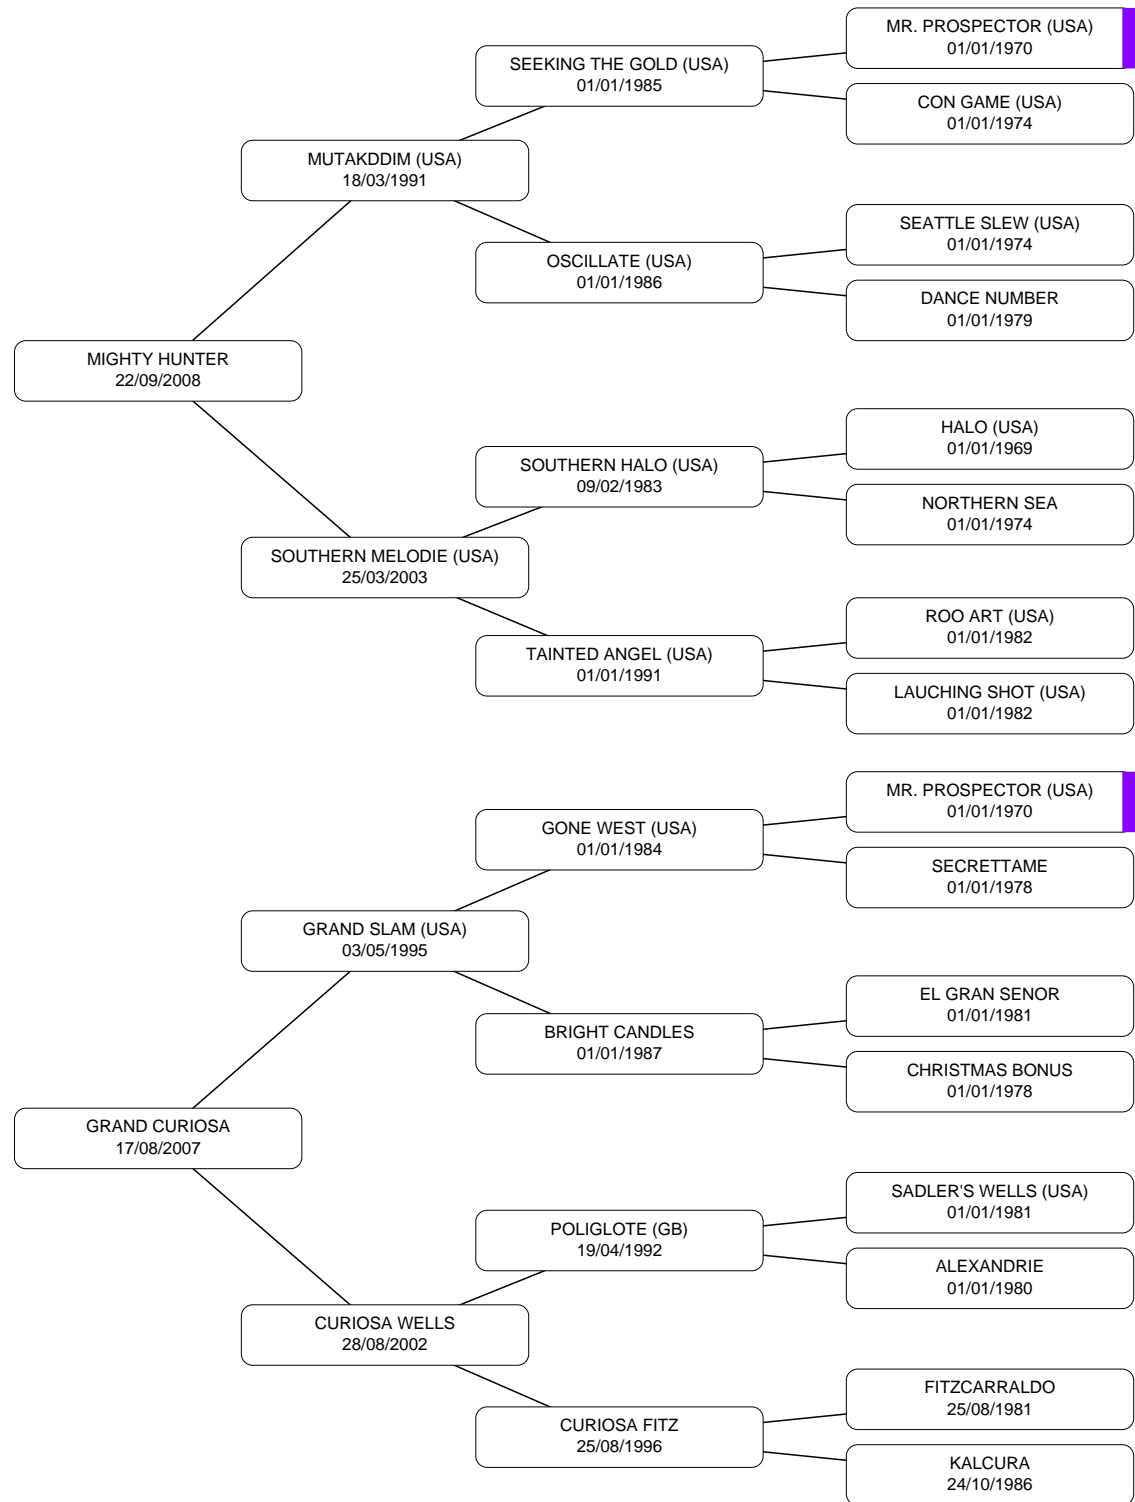 MR. PROSPECTOR (USA)
01/01/1970
SEEKING THE GOLD (USA)
01/01/1985
CON GAME (USA)
01/01/1974
MUTAKDDIM (USA)
18/03/1991
SEATTLE SLEW (USA)
01/01/1974
OSCILLATE (USA)
01/01/1986
DANCE NUMBER
01/01/1979
MIGHTY HUNTER
22/09/2008
HALO (USA)
01/01/1969
SOUTHERN HALO (USA)
09/02/1983
NORTHERN SEA
01/01/1974
SOUTHERN MELODIE (USA)
25/03/2003
ROO ART (USA)
01/01/1982
TAINTED ANGEL (USA)
01/01/1991
LAUCHING SHOT (USA)
01/01/1982
MR. PROSPECTOR (USA)
01/01/1970
GONE WEST (USA)
01/01/1984
SECRETTAME
01/01/1978
GRAND SLAM (USA)
03/05/1995
EL GRAN SENOR
01/01/1981
BRIGHT CANDLES
01/01/1987
CHRISTMAS BONUS
01/01/1978
GRAND CURIOSA
17/08/2007
SADLER'S WELLS (USA)
01/01/1981
POLIGLOTE (GB)
19/04/1992
ALEXANDRIE
01/01/1980
CURIOSA WELLS
28/08/2002
FITZCARRALDO
25/08/1981
CURIOSA FITZ
25/08/1996
KALCURA
24/10/1986